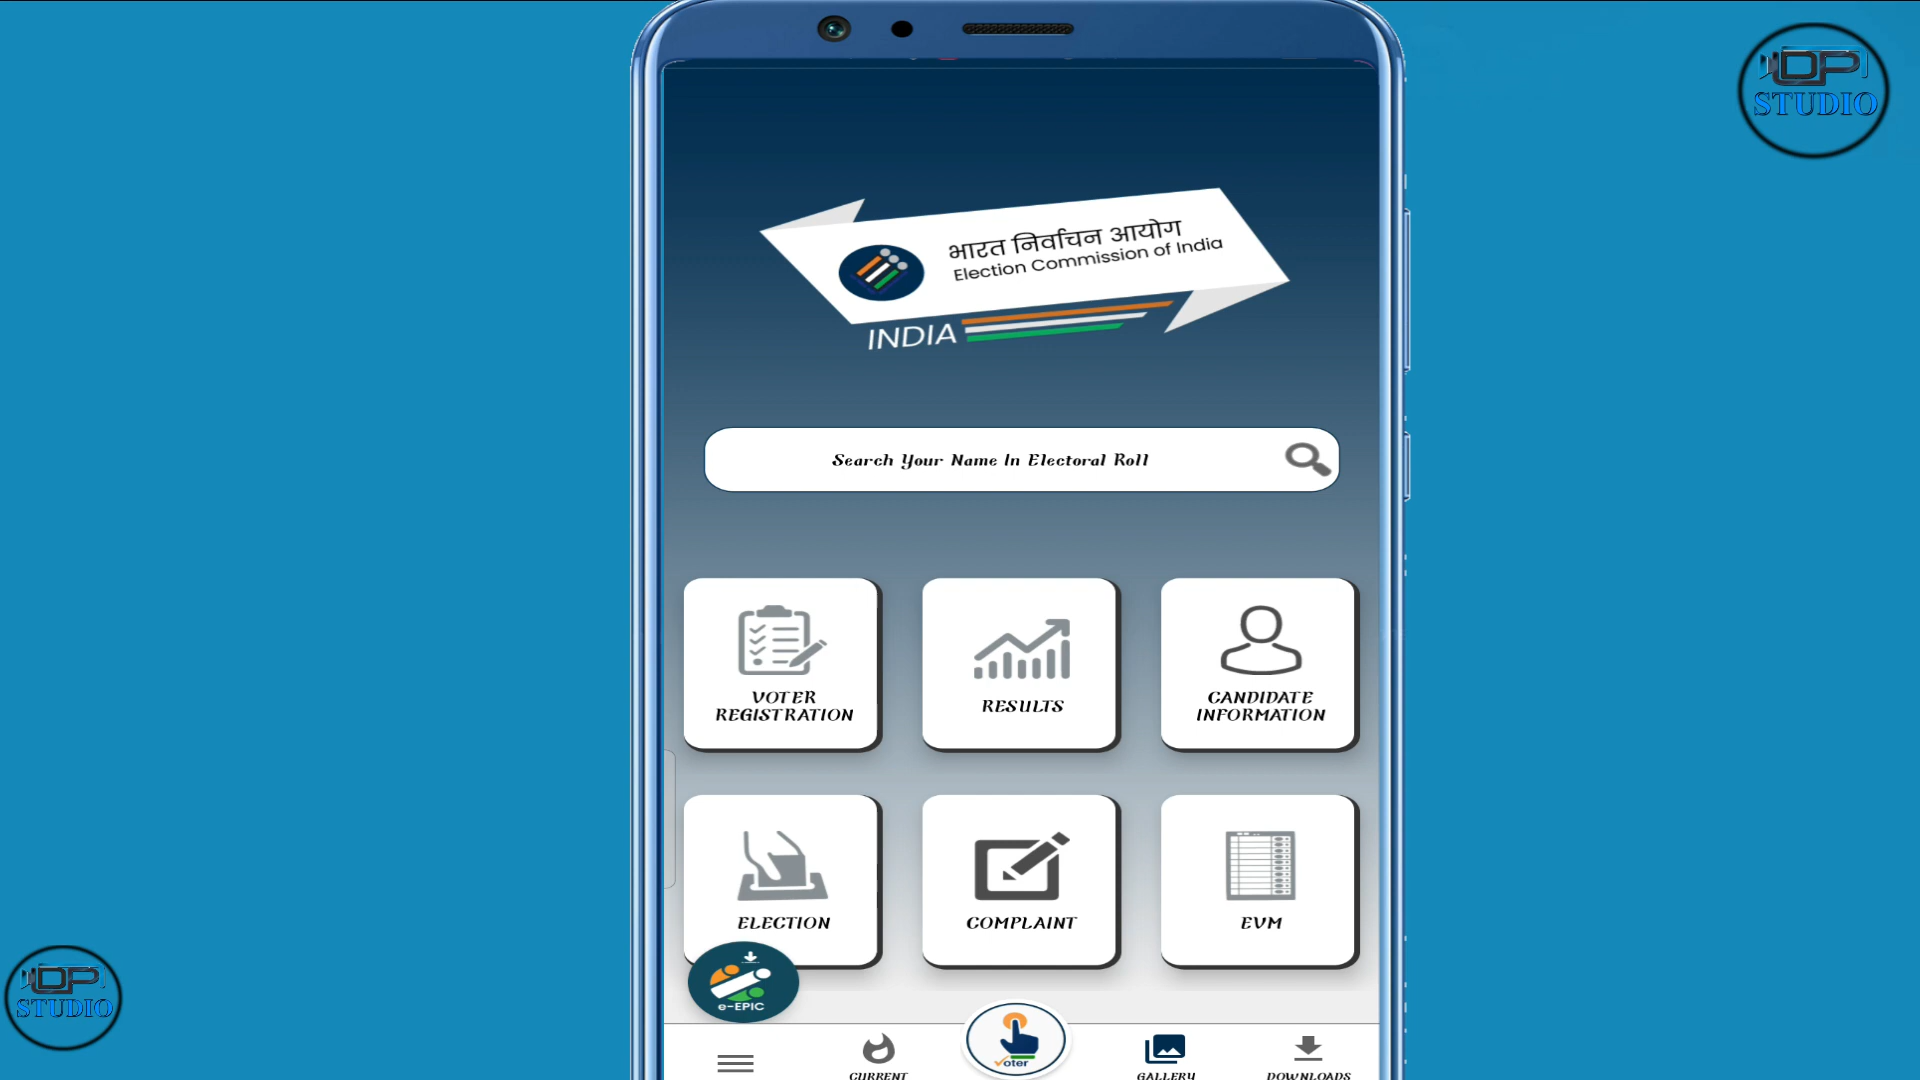 DP
STUDIO
भारत निर्वाचन आयोग
Election Commission of India
INDIA
Search Your Name In Electoral Roll
VOTER
REGISTRATION
RESULTS
CANDIDATE
INFORMATION
ELECTION
COMPLAINT
EVM
e-EPIC
DP
STUDIO
CURRENT
Voter
GALLERY
DOWNLOADS